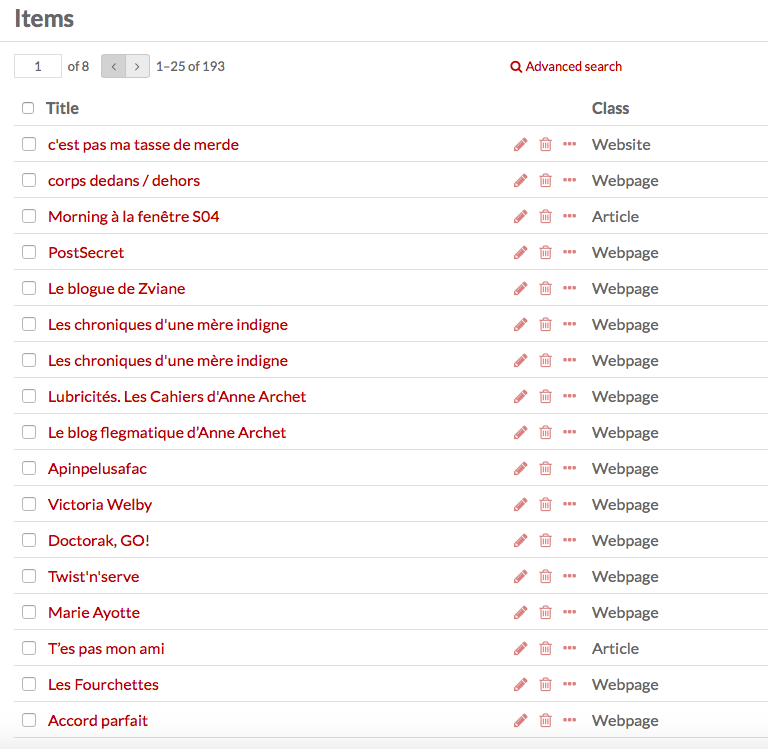 Items
1 of 8 < > 1–25 of 193 Advanced search
Title Class
c'est pas ma tasse de merde Website
corps dedans / dehors Webpage
Morning à la fenêtre S04 Article
PostSecret Webpage
Le blogue de Zviane Webpage
Les chroniques d'une mère indigne Webpage
Les chroniques d'une mère indigne Webpage
Lubricités. Les Cahiers d'Anne Archet Webpage
Le blog flegmatique d’Anne Archet Webpage
Apinpelusafac Webpage
Victoria Welby Webpage
Doctorak, GO! Webpage
Twist'n'serve Webpage
Marie Ayotte Webpage
T’es pas mon ami Article
Les Fourchettes Webpage
Accord parfait Webpage